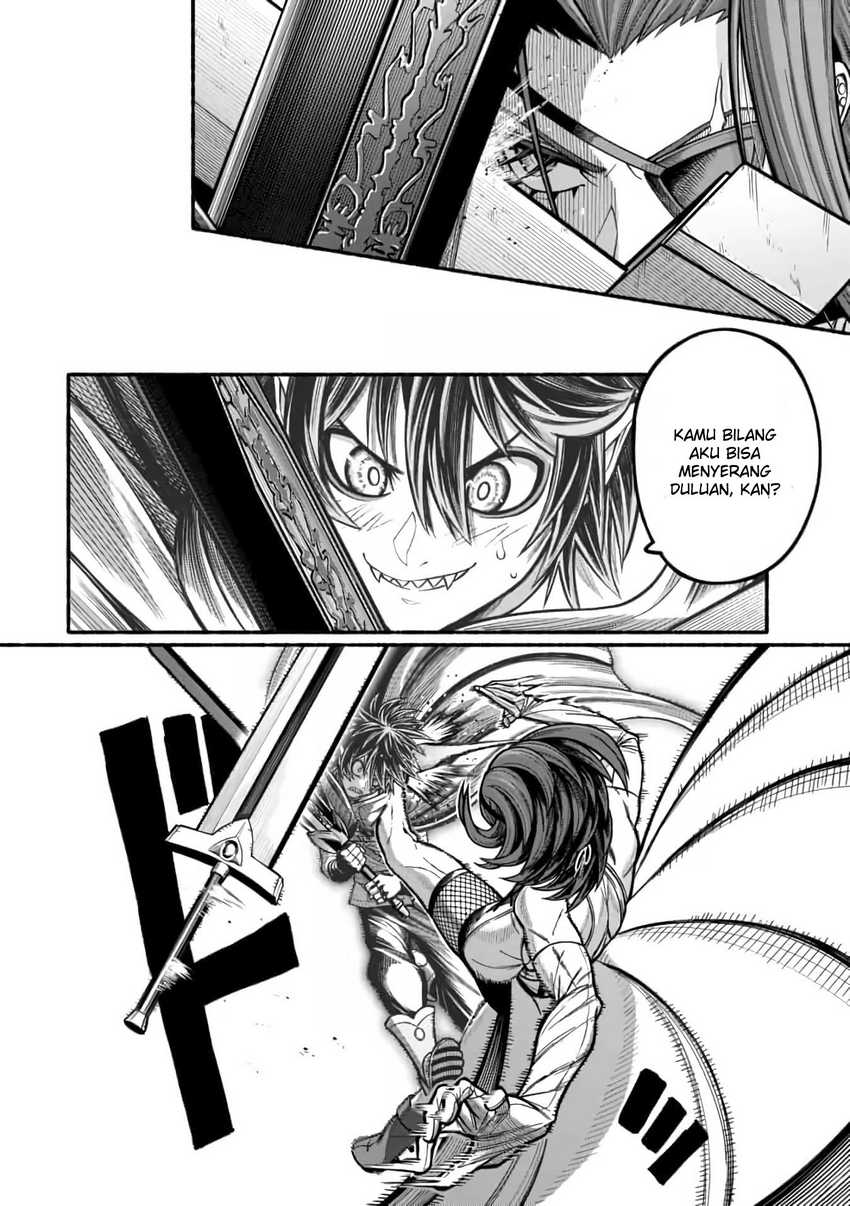 KAMU BILANG
AKU BISA
MENYERANG
DULUAN, KAN?
ドッ